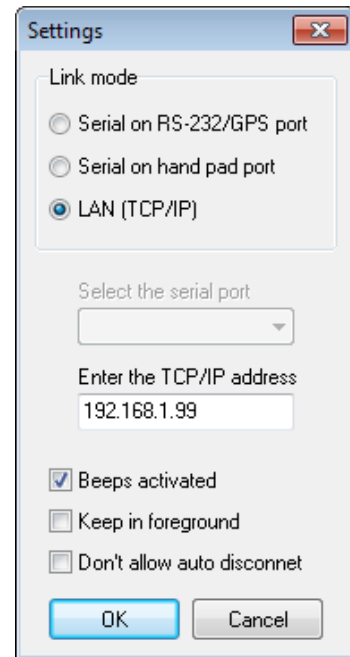 Settings
Link mode
Serial on RS-232/GPS port
Serial on hand pad port
LAN (TCP/IP)
Select the serial port
Enter the TCP/IP address
192.168.1.99
Beeps activated
Keep in foreground
Don't allow auto disconnet
OK Cancel